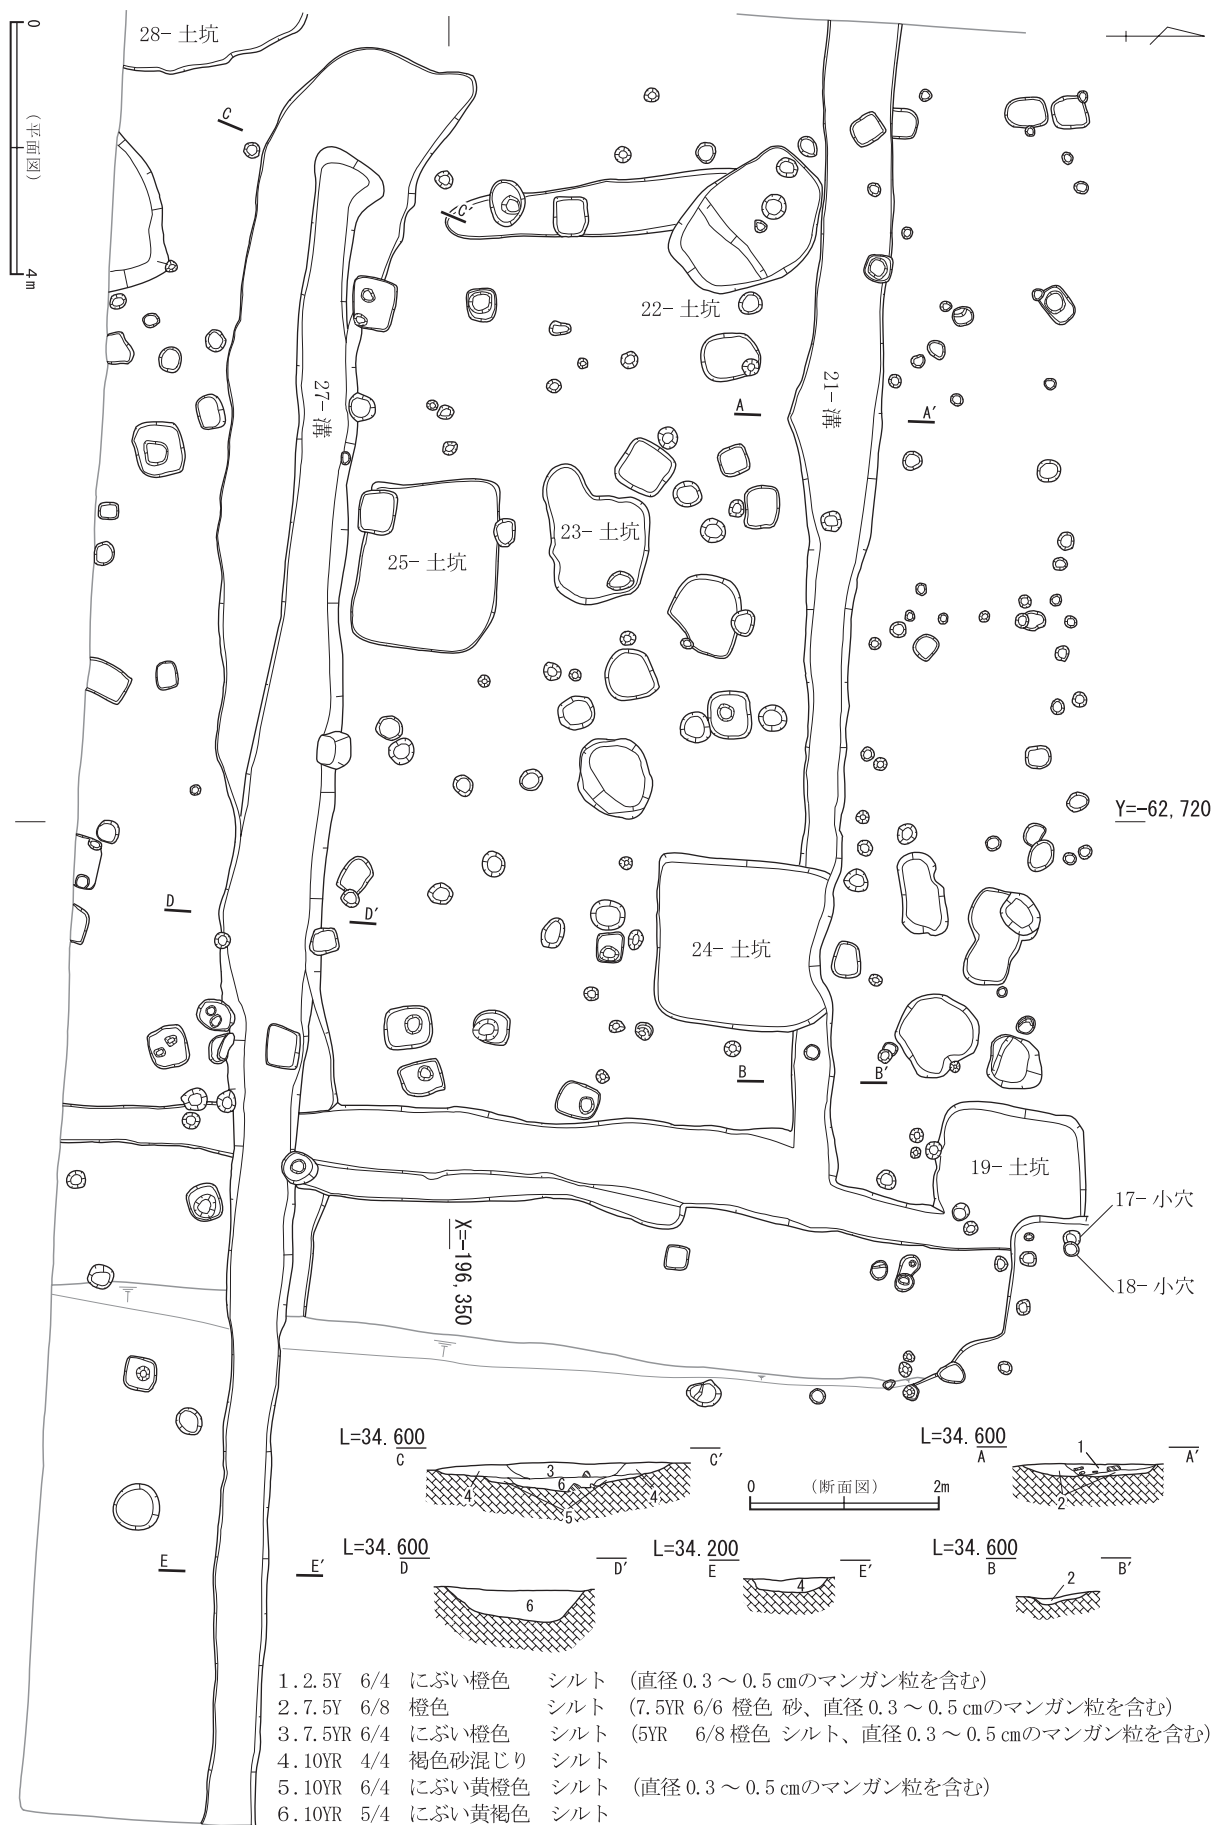 28-土坑
0
(平面図)
4m
C
C′
22-土坑
27-溝
21-溝
A
A′
25-土坑
23-土坑
Y=-62,720
D
D′
24-土坑
B
B′
19-土坑
17-小穴
18-小穴
X=-196,350
E
E′
L=34.600
C
C′
3
6
4
4
5
0 (断面図) 2m
L=34.600
A
A′
1
2
L=34.600
D
D′
6
L=34.200
E
E′
4
L=34.600
B
B′
2
1.2.5Y 6/4 にぶい橙色 シルト (直径 0.3 ~ 0.5 ㎝のマンガン粒を含む)
2.7.5Y 6/8 橙色 シルト (7.5YR 6/6 橙色 砂、直径 0.3 ~ 0.5 ㎝のマンガン粒を含む)
3.7.5YR 6/4 にぶい橙色 シルト (5YR 6/8 橙色 シルト、直径 0.3 ~ 0.5 ㎝のマンガン粒を含む)
4.10YR 4/4 褐色砂混じり シルト
5.10YR 6/4 にぶい黄橙色 シルト (直径 0.3 ~ 0.5 ㎝のマンガン粒を含む)
6.10YR 5/4 にぶい黄褐色 シルト